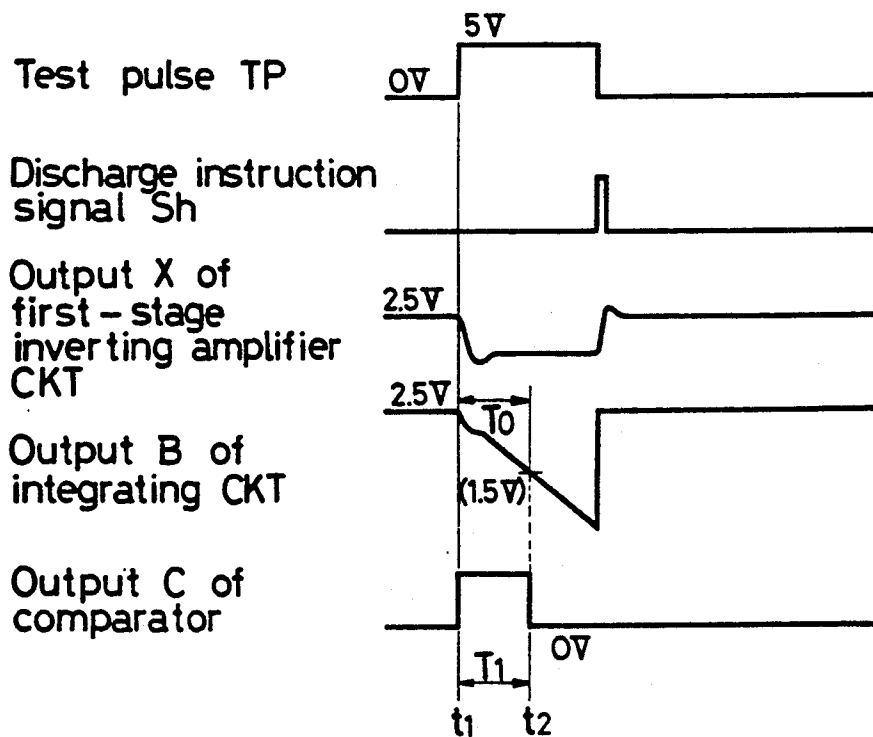 5V
Test pulse TP
0V
Discharge instruction
signal Sh
Output X of
first-stage
inverting amplifier
CKT
2.5V
2.5V
T0
Output B of
integrating CKT
(1.5V)
Output C of
comparator
0V
T1
t1
t2